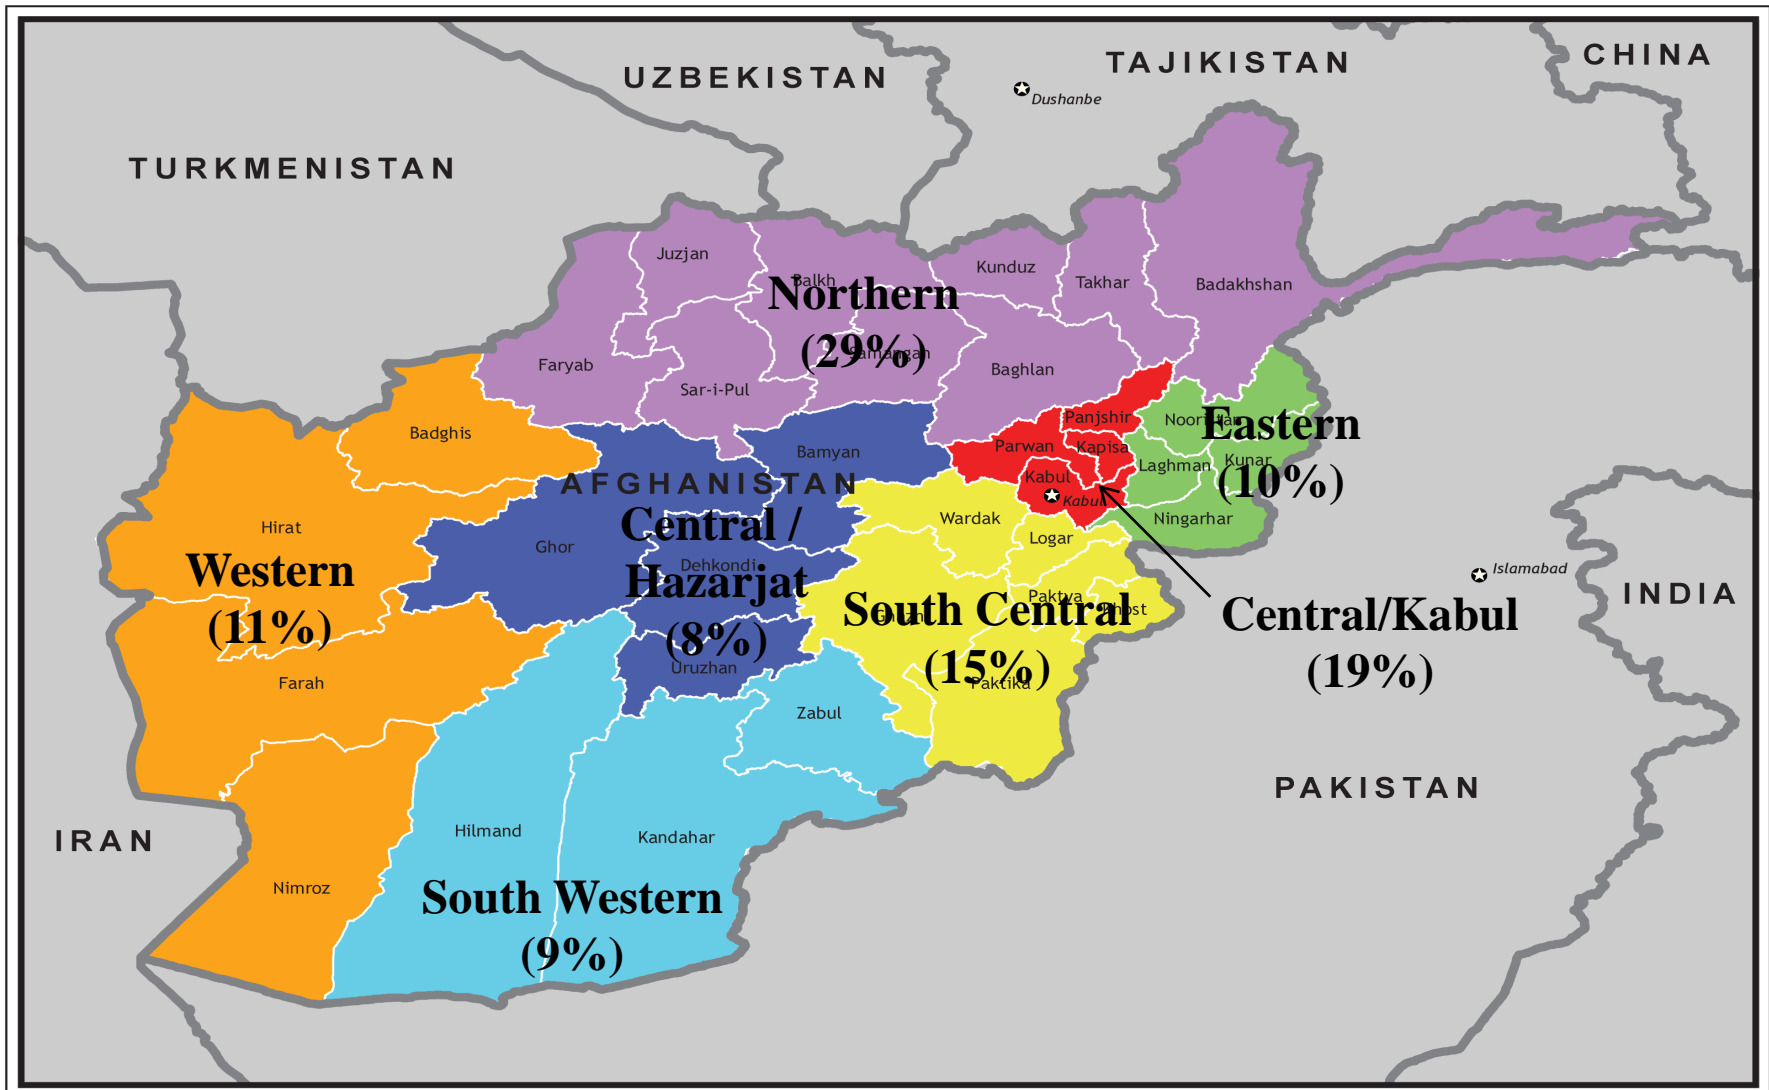 CHINA
TAJIKISTAN
UZBEKISTAN
Dushanbe
TURKMENISTAN
Juzjan
Kunduz
Balkh
Takhar
Badakhshan
Northern
(29%)
Samangan
Faryab
Baghlan
Sar-i-Pul
Panjshir
Nooristan
Eastern
(10%)
Badghis
Parwan
Kapisa
Bamyan
Laghman
Kunar
Kabul
Kabul
AFGHANISTAN
Wardak
Ningarhar
Hirat
Central /
Hazarjat
(8%)
Logar
Ghor
Dehkondi
Islamabad
Western
(11%)
INDIA
Paktya
Khost
South Central
(15%)
Central/Kabul
(19%)
Uruzhan
Farah
Paktika
Zabul
PAKISTAN
IRAN
Hilmand
Kandahar
Nimroz
South Western
(9%)